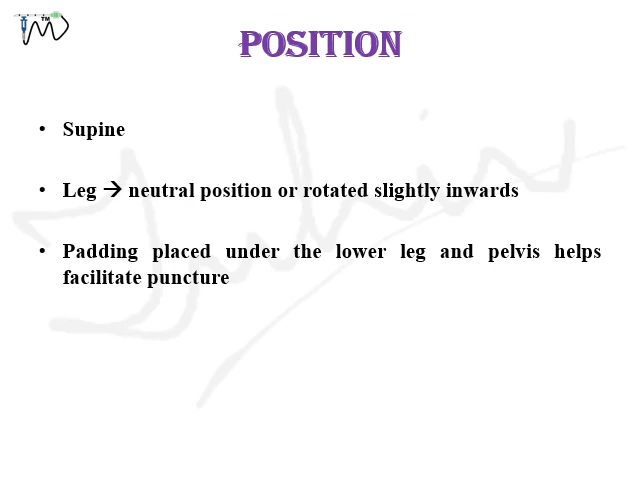 TM
POSITION
• Supine
• Leg → neutral position or rotated slightly inwards
• Padding placed under the lower leg and pelvis helps
facilitate puncture